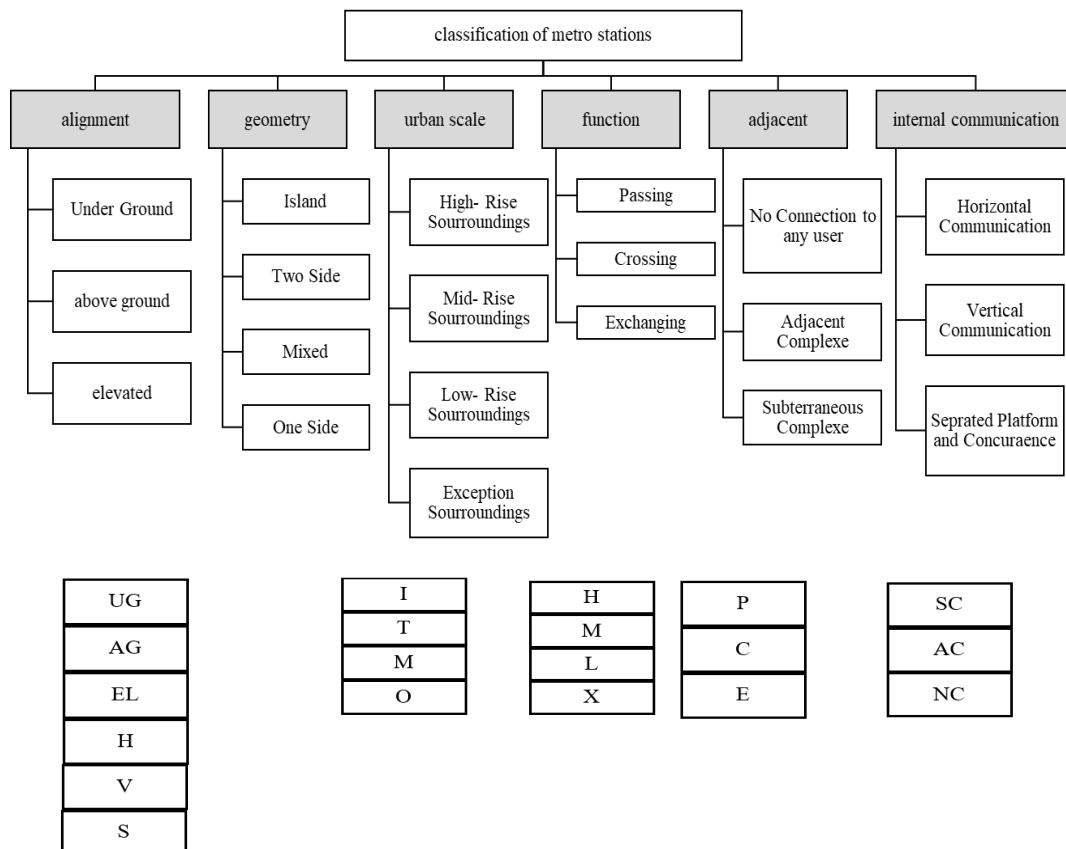 classification of metro stations
alignment
geometry
urban scale
function
adjacent
internal communication
Under Ground
above ground
elevated
Island
Two Side
Mixed
One Side
High- Rise
Sourroundings
Mid- Rise
Sourroundings
Low- Rise
Sourroundings
Exception
Sourroundings
Passing
Crossing
Exchanging
No Connection to
any user
Adjacent
Complexe
Subterraneous
Complexe
Horizontal
Communication
Vertical
Communication
Seprated Platform
and Concuraence
UG
AG
EL
H
V
S
I
T
M
O
H
M
L
X
P
C
E
SC
AC
NC